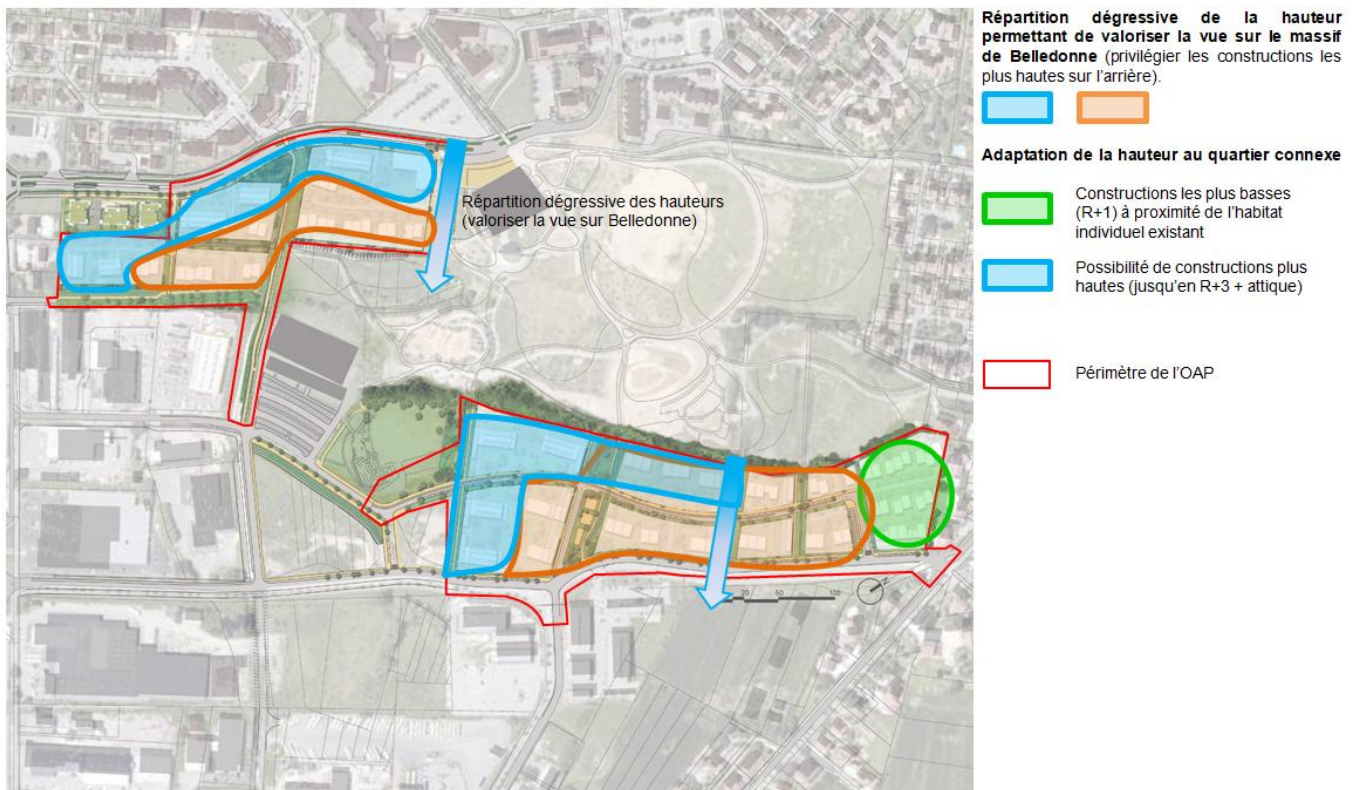 Répartition dégressive de la hauteur
permettant de valoriser la vue sur le massif
de Belledonne (privilégier les constructions les
plus hautes sur l’arrière).
Adaptation de la hauteur au quartier connexe
Constructions les plus basses
(R+1) à proximité de l’habitat
individuel existant
Possibilité de constructions plus
hautes (jusqu’en R+3 + attique)
Périmètre de l’OAP
Répartition dégressive des hauteurs
(valoriser la vue sur Belledonne)
20 50 100
N